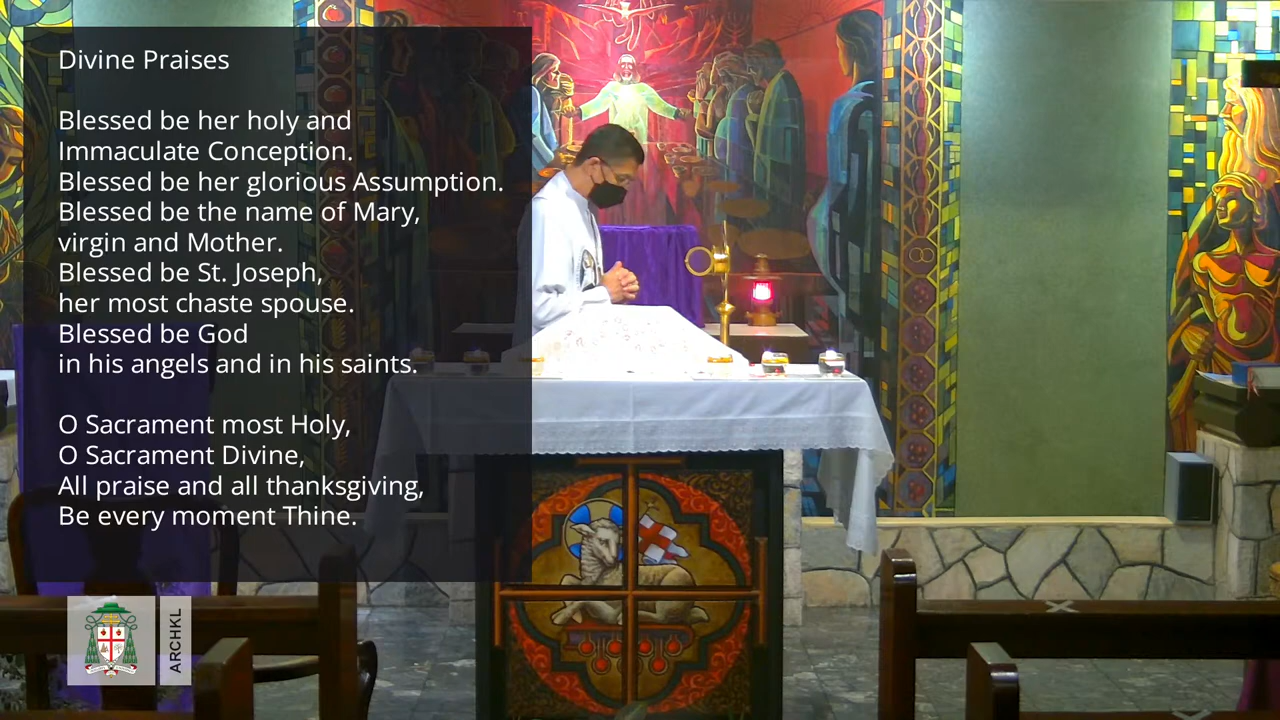 Divine Praises
Blessed be her holy and
Immaculate Conception.
Blessed be her glorious Assumption.
Blessed be the name of Mary,
virgin and Mother.
Blessed be St. Joseph,
her most chaste spouse.
Blessed be God
in his angels and in his saints.
O Sacrament most Holy,
O Sacrament Divine,
All praise and all thanksgiving,
Be every moment Thine.
ARCHKL